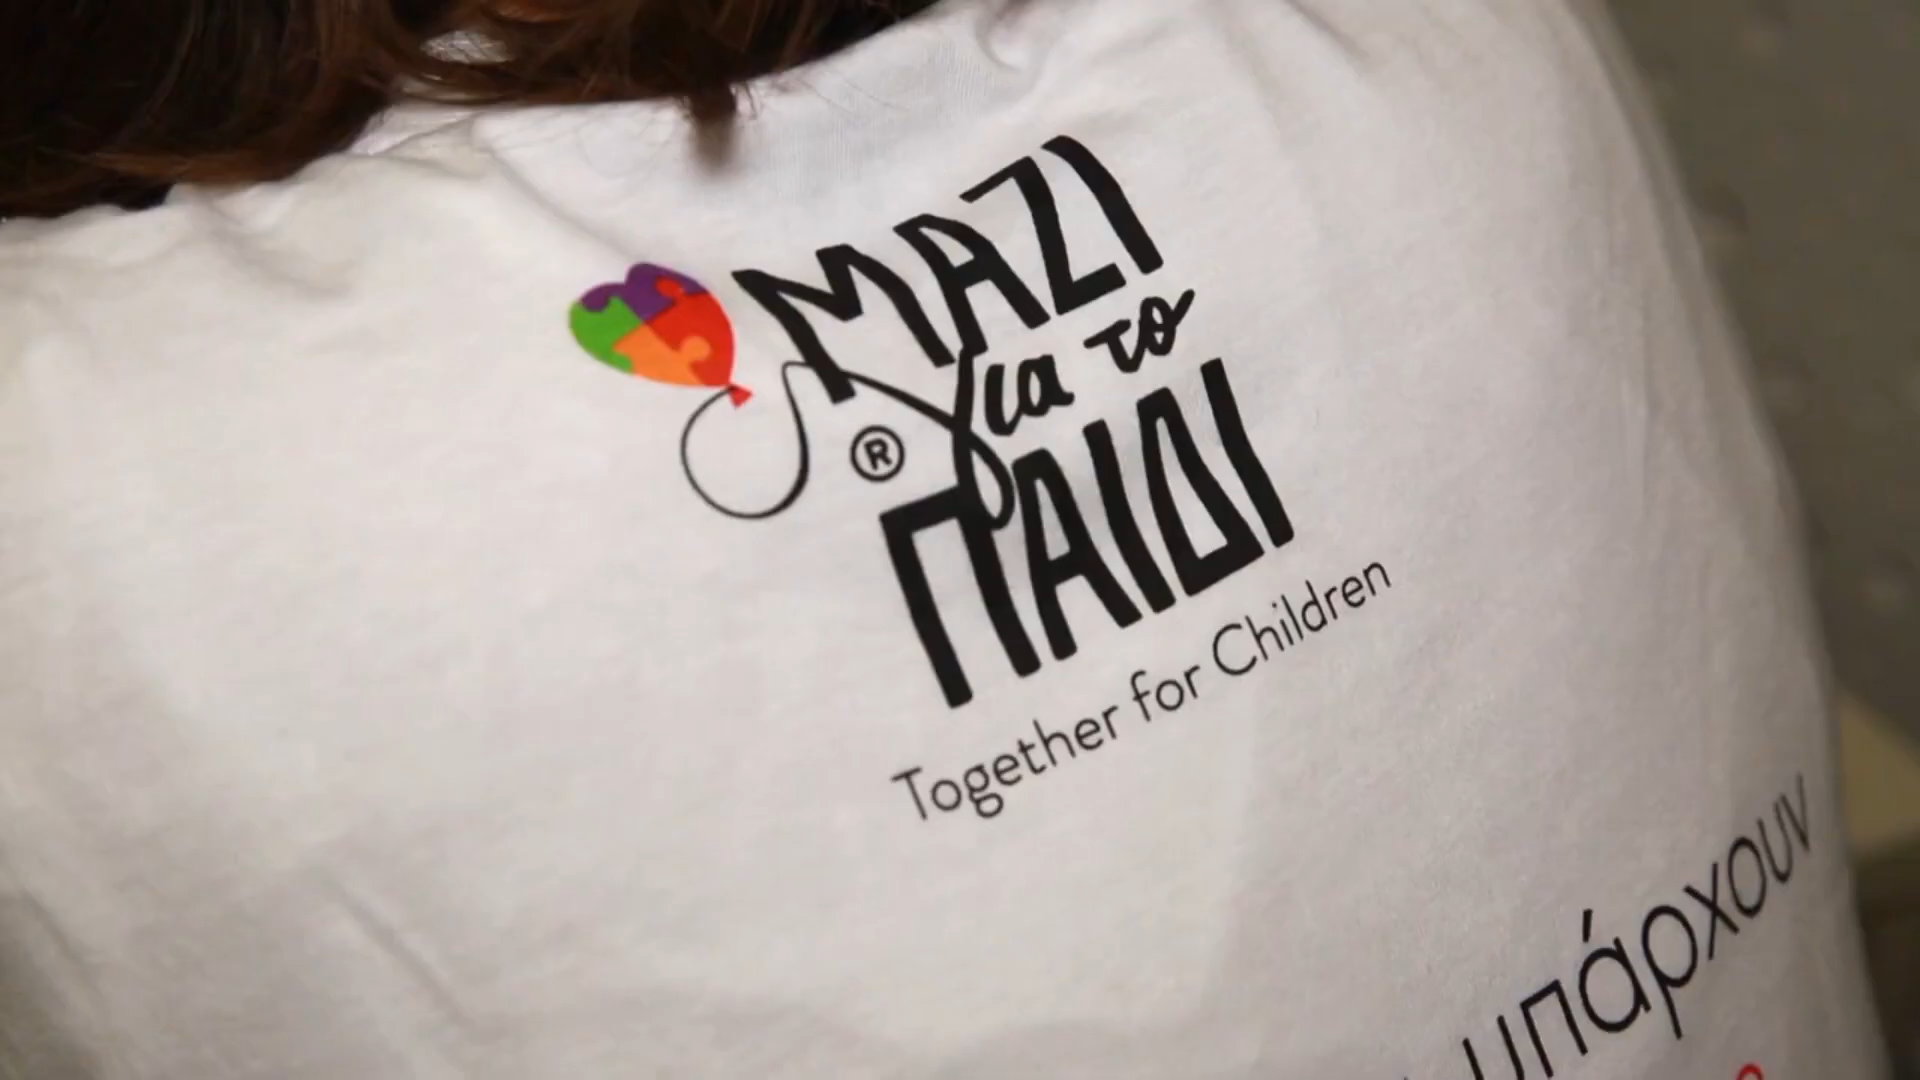 ΜΑΖΙ
για το
®
ΠΑΙΔΙ
Together for Children
υπάρχουν